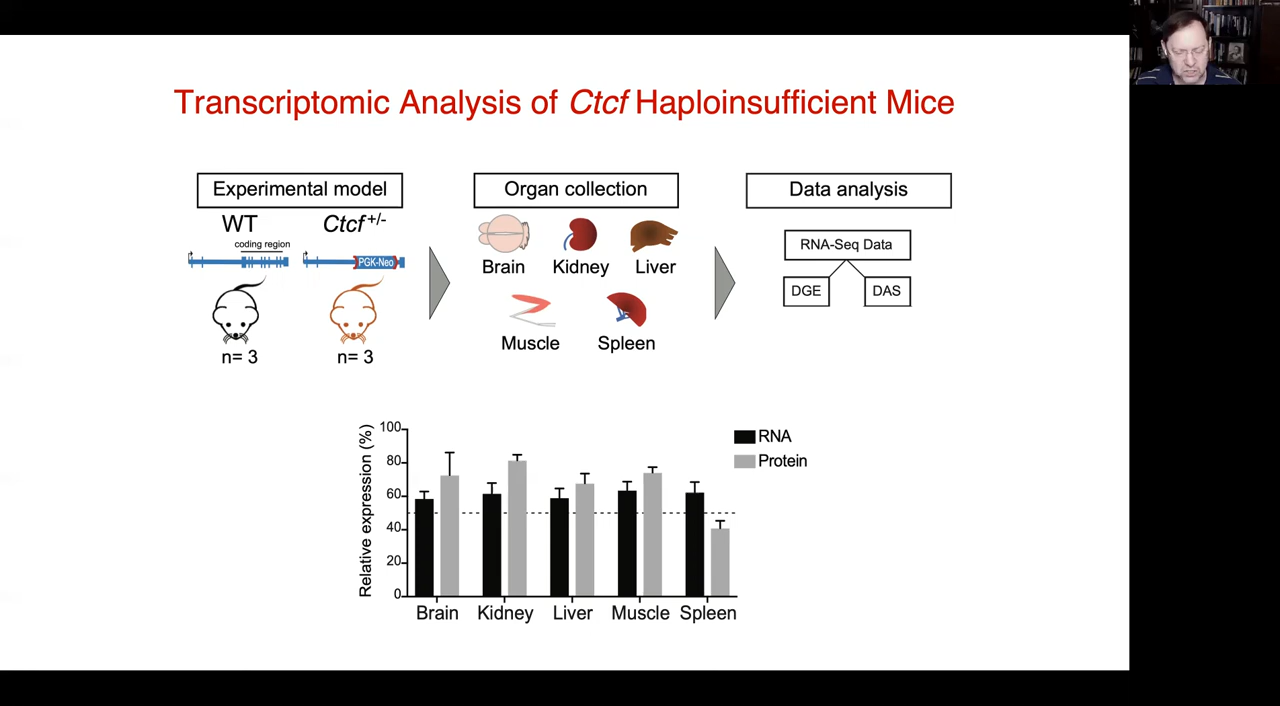 Transcriptomic Analysis of Ctcf Haploinsufficient Mice
Experimental model
WT
Ctcf+/-
coding region
PGK-Neo
n= 3
n= 3
Organ collection
Brain
Kidney
Liver
Muscle
Spleen
Data analysis
RNA-Seq Data
DGE
DAS
Relative expression (%)
100
80
60
40
20
0
RNA
Protein
Brain
Kidney
Liver
Muscle
Spleen